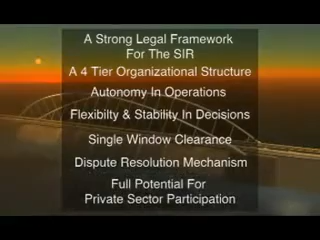 A Strong Legal Framework
For The SIR
A 4 Tier Organizational Structure
Autonomy In Operations
Flexibilty & Stability In Decisions
Single Window Clearance
Dispute Resolution Mechanism
Full Potential For
Private Sector Participation